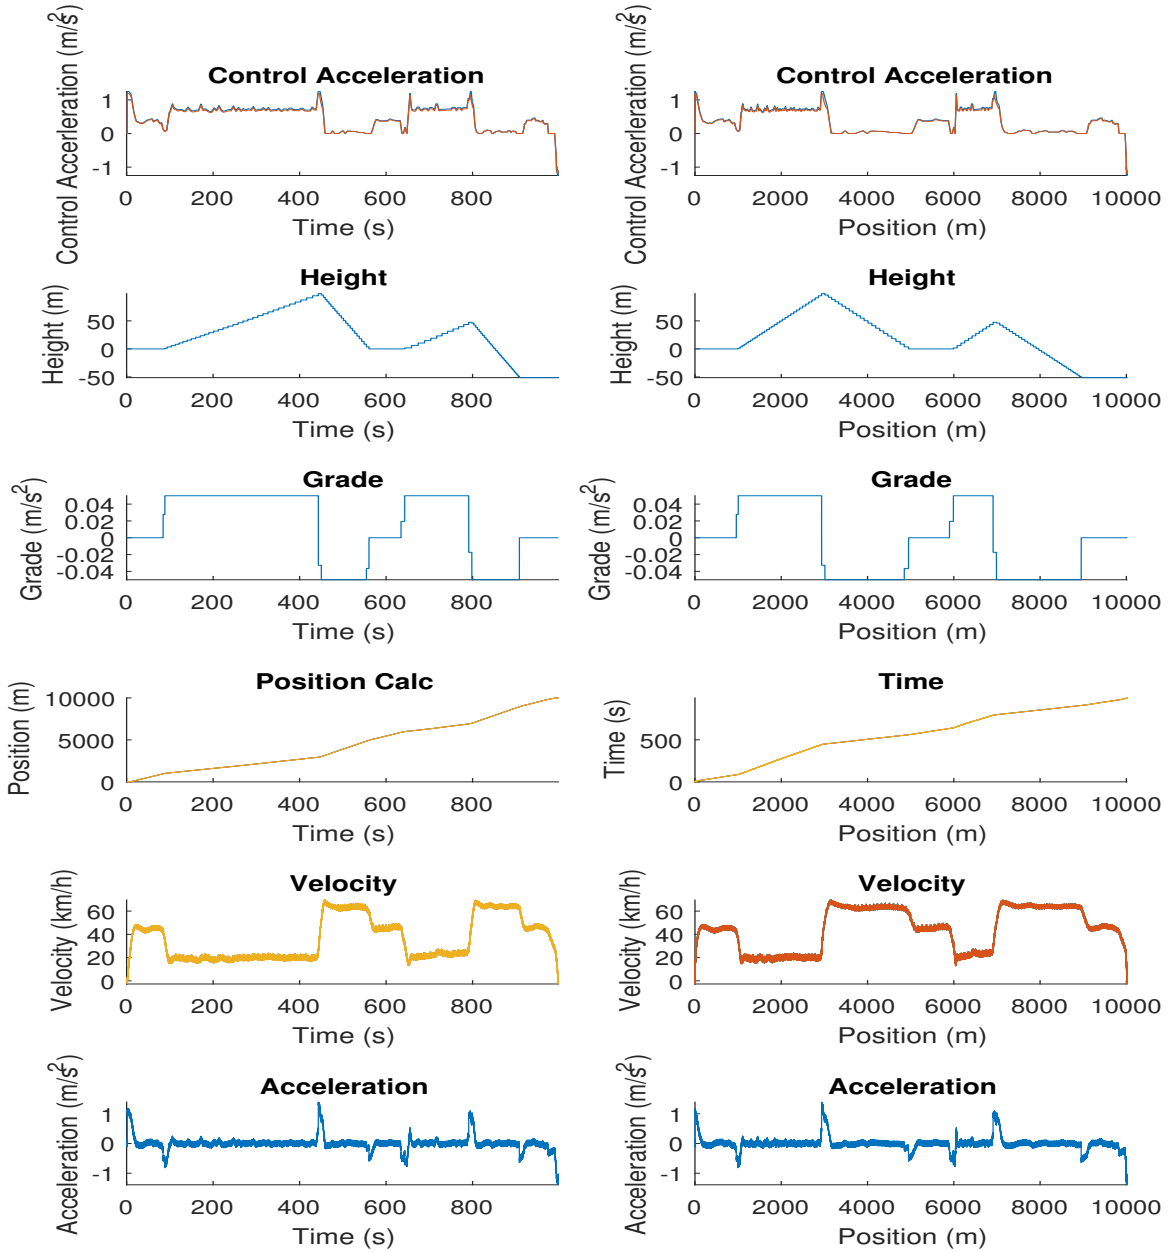 Control Acceleration
Control Accerleration (m/s²)
1
0
-1
0 200 400 600 800
Time (s)
Control Acceleration
Control Acceleration (m/s²)
1
0
-1
0 2000 4000 6000 8000 10000
Position (m)
Height
Height (m)
50
0
-50
0 200 400 600 800
Time (s)
Height
Height (m)
50
0
-50
0 2000 4000 6000 8000 10000
Position (m)
Grade
Grade (m/s²)
0.04
0.02
0
-0.02
-0.04
0 200 400 600 800
Time (s)
Grade
Grade (m/s²)
0.04
0.02
0
-0.02
-0.04
0 2000 4000 6000 8000 10000
Position (m)
Position Calc
Position (m)
10000
5000
0
0 200 400 600 800
Time (s)
Time
Time (s)
500
0
0 2000 4000 6000 8000 10000
Position (m)
Velocity
Velocity (km/h)
60
40
20
0
0 200 400 600 800
Time (s)
Velocity
Velocity (km/h)
60
40
20
0
0 2000 4000 6000 8000 10000
Position (m)
Acceleration
Acceleration (m/s²)
1
0
-1
0 200 400 600 800
Time (s)
Acceleration
Acceleration (m/s²)
1
0
-1
0 2000 4000 6000 8000 10000
Position (m)